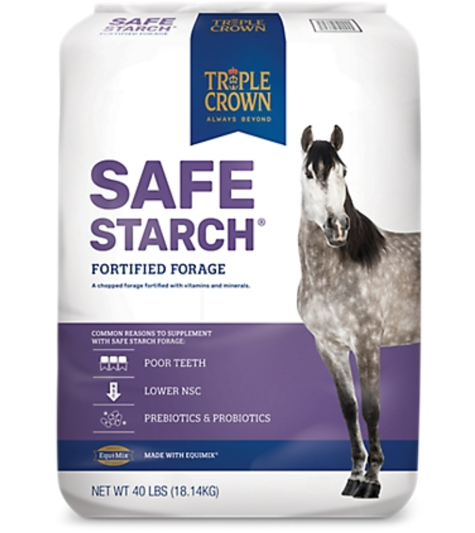 SAFE
STARCH
FORTIFIED FORAGE
TRIPLE
CROWN
TRIPLE
CROWN
ALWAYS BEYOND
SAFE
STARCH®
FORTIFIED FORAGE
A chopped forage fortified with vitamins and minerals.
COMMON REASONS TO SUPPLEMENT
WITH SAFE STARCH FORAGE:
POOR TEETH
LOWER NSC
PREBIOTICS & PROBIOTICS
EquiMix
MADE WITH EQUIMIX®
NET WT 40 LBS (18.14KG)